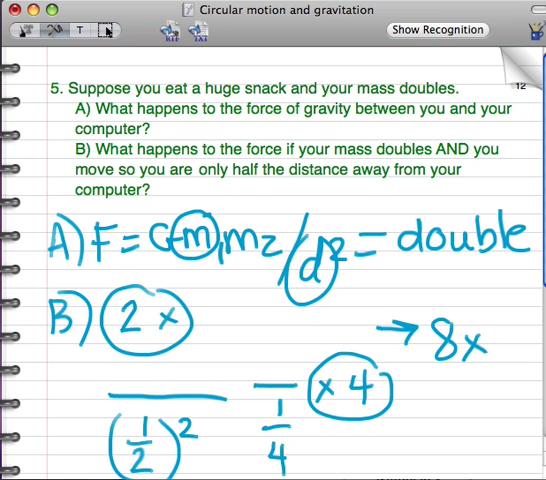 Circular motion and gravitation
T
RTF
TXT
Show Recognition
12
5. Suppose you eat a huge snack and your mass doubles.
A) What happens to the force of gravity between you and your
computer?
B) What happens to the force if your mass doubles AND you
move so you are only half the distance away from your
computer?
A) F = Gm₁m₂/d² = double
B) 2x
→ 8x
(1/2)²
1/4
x 4